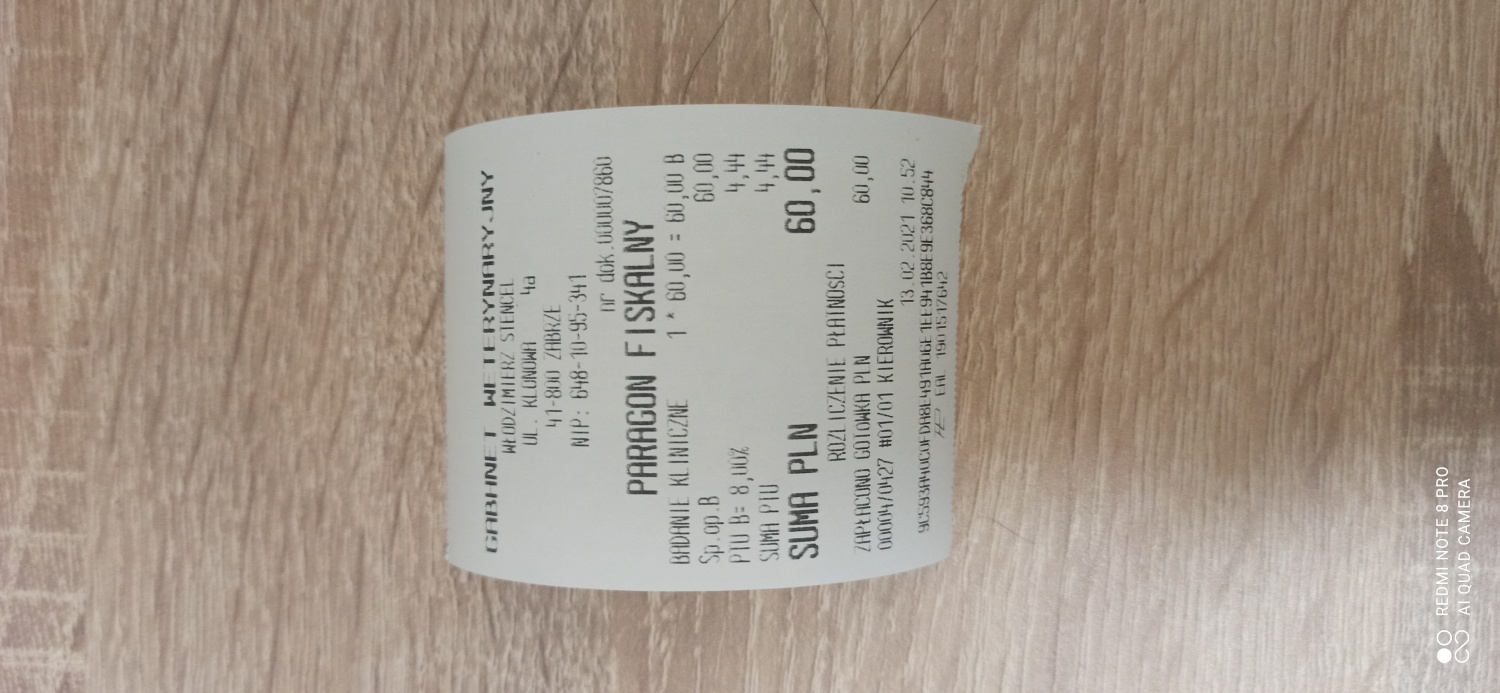 GABINET WETERYNARYJNY
WŁODZIMIERZ STENCEL
UL. KLONOWA 4a
41-800 ZABRZE
NIP: 648-10-95-341
nr dok.000007860
PARAGON FISKALNY
BADANIE KLINICZNE 1 * 60,00 = 60,00 B
Sp.op.B 60,00
PTU B= 8,00% 4,44
SUMA PTU 4,44
SUMA PLN 60,00
ROZLICZENIE PŁATNOŚCI
ZAPŁACONO GOTÓWKA PLN 60,00
00004/0427 #01/01 KIEROWNIK
13.02.2021 10.52
EAL 1901517642
REDMI NOTE 8 PRO
AI QUAD CAMERA